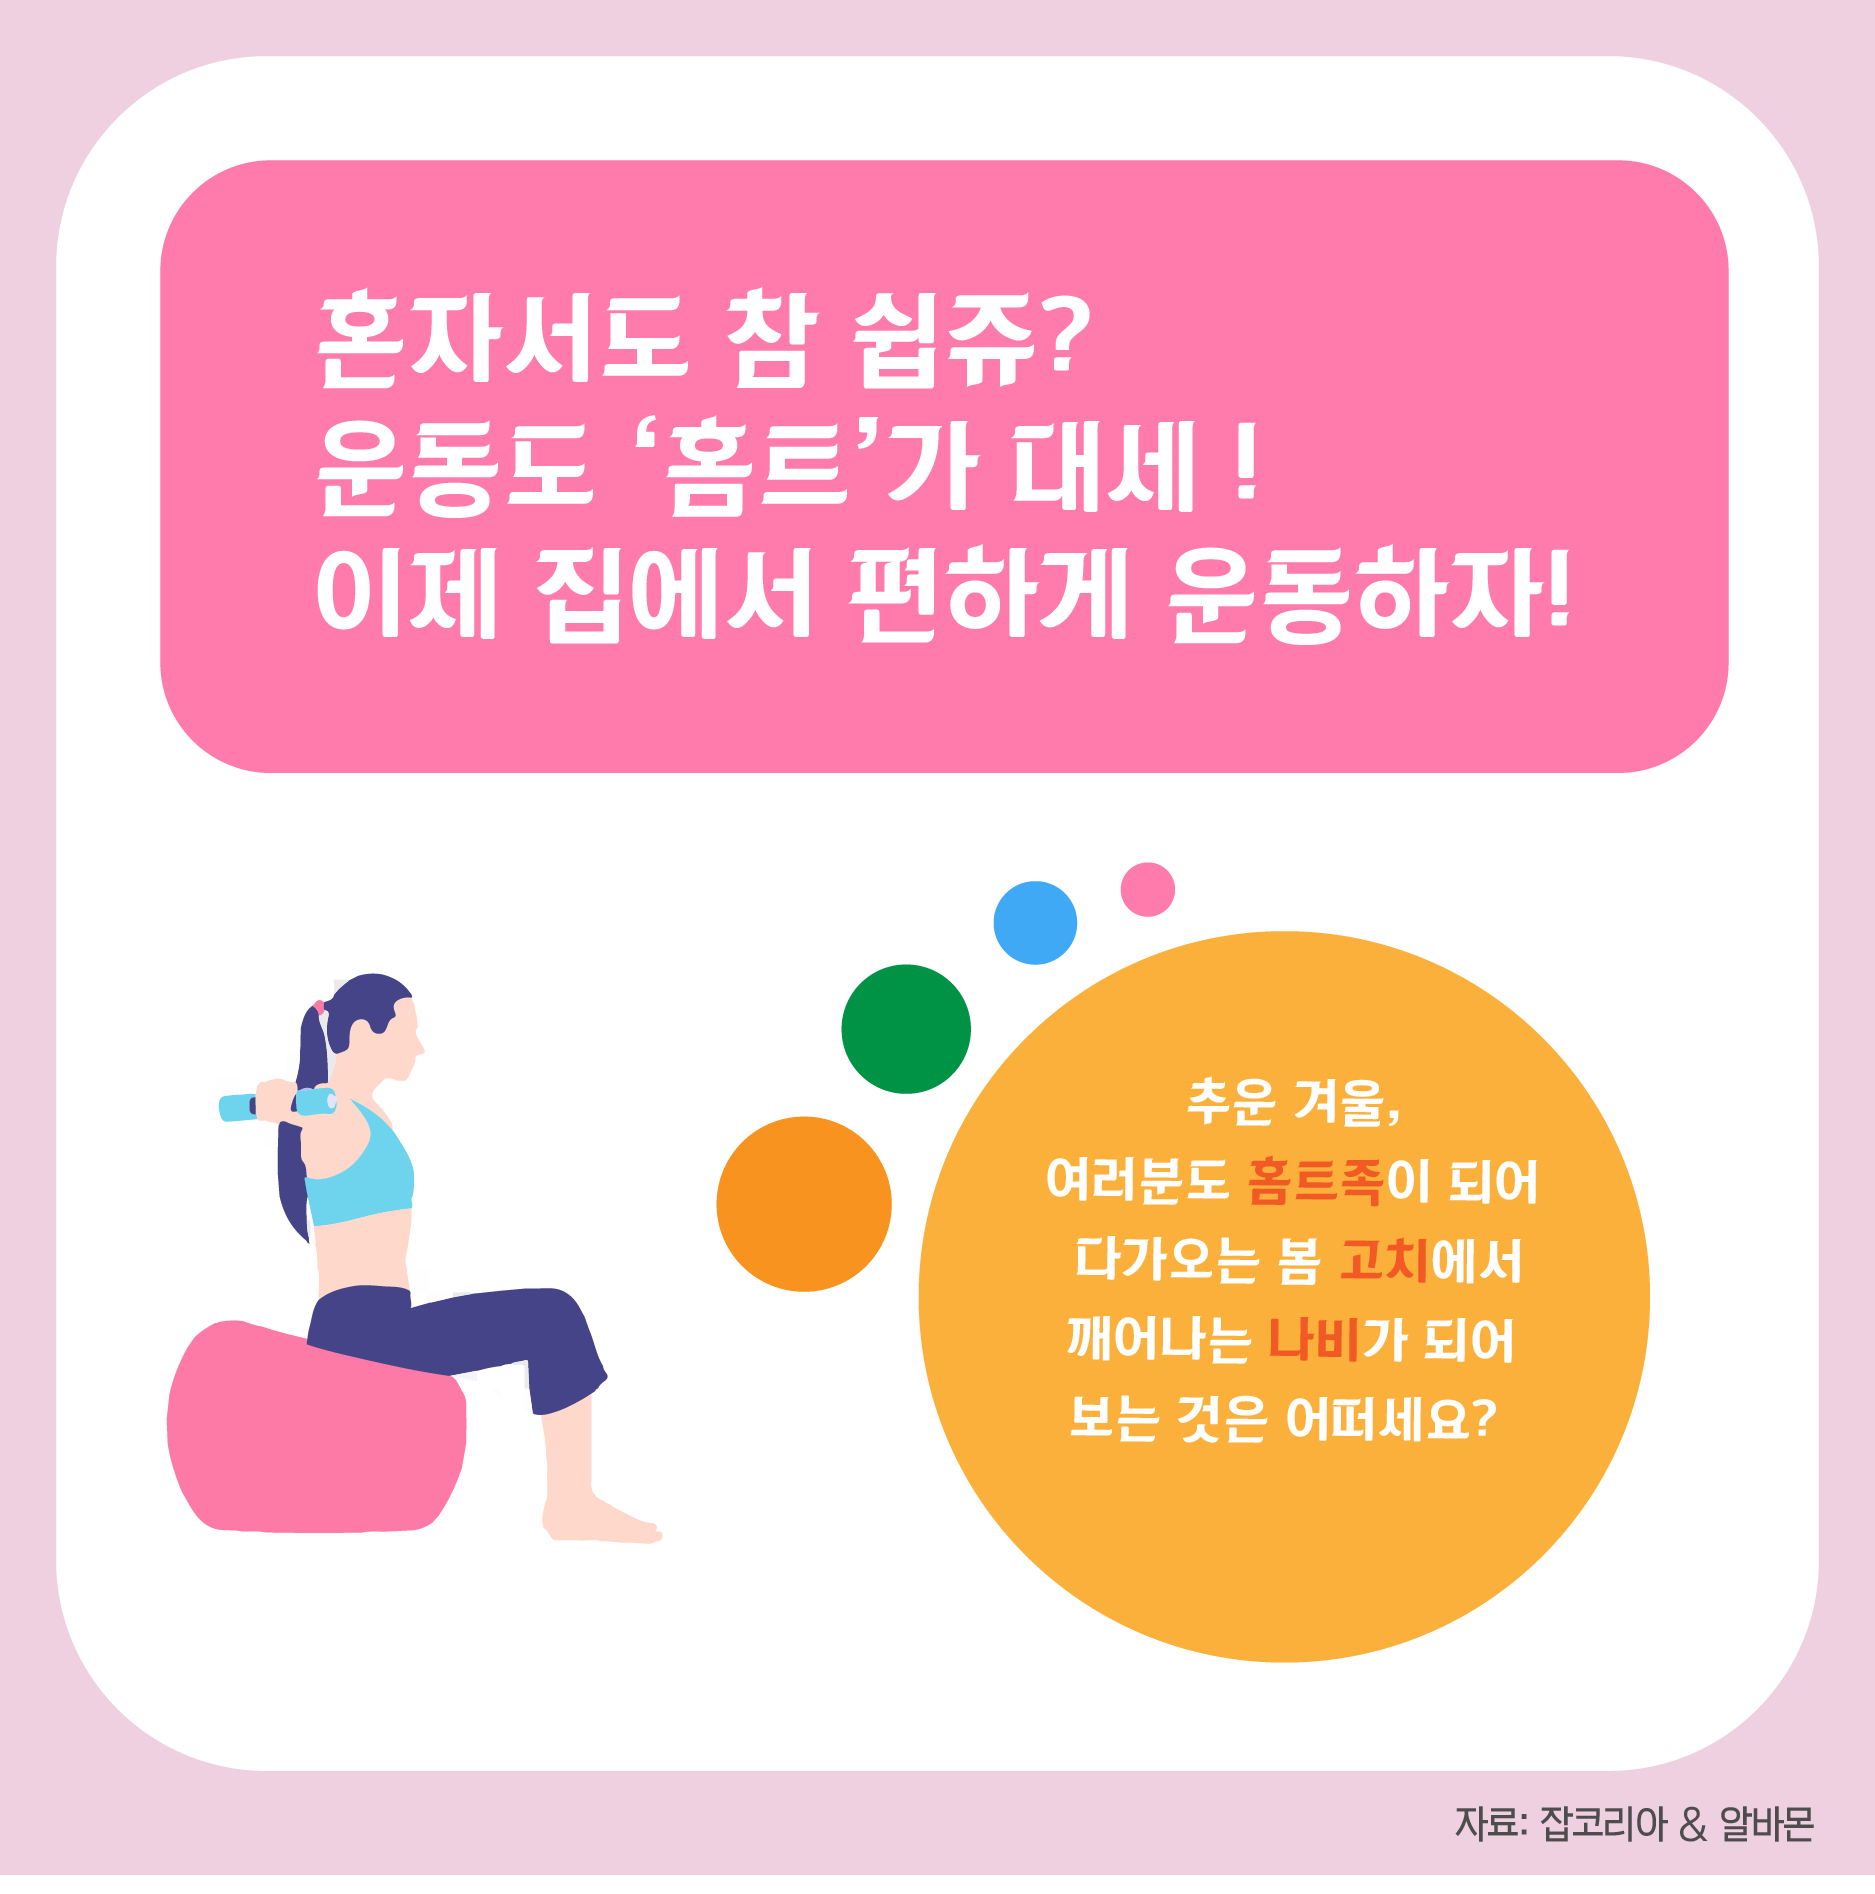 혼자서도 참 쉽쥬?
운동도 ‘홈트’가 대세 !
이제 집에서 편하게 운동하자!
추운 겨울,
여러분도 홈트족이 되어
다가오는 봄 고치에서
깨어나는 나비가 되어
보는 것은 어떠세요?
자료: 잡코리아 & 알바몬